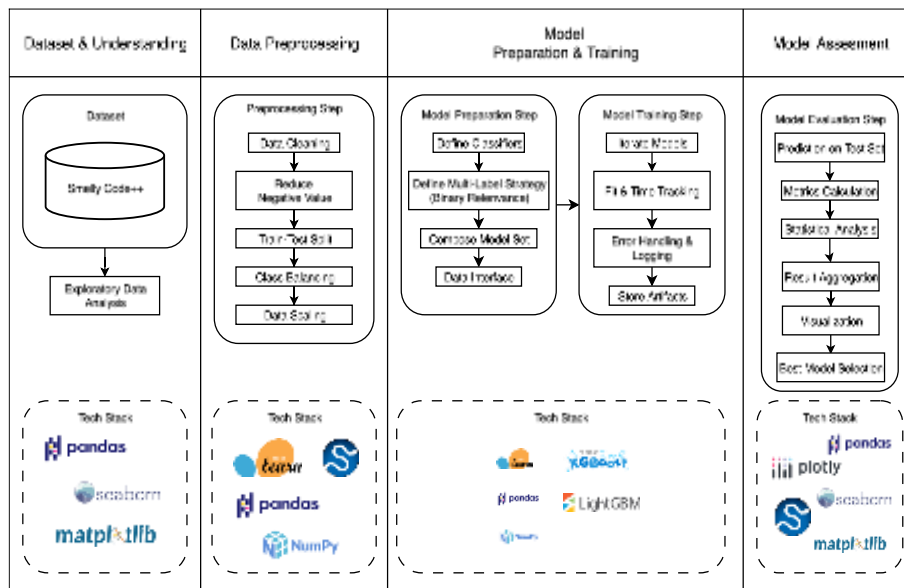 Dataset & Understanding
Data Preprocessing
Model
Preparation & Training
Model Assesment
Dataset
Smelly Code++
Exploratory Data
Analysis
Preprocessing Step
Data Cleaning
Reduce
Negative Value
Train-Test Split
Class Balancing
Data Scaling
Model Preparation Step
Define Classifiers
Define Multi-Label Strategy
(Binary Relevance)
Compose Model Set
Data Interface
Model Training Step
Iterate Models
Fit & Time Tracking
Error Handling &
Logging
Store Artifacts
Model Evaluation Step
Prediction on Test Set
Metrics Calculation
Statistical Analysis
Result Aggregation
Visualization
Best Model Selection
Tech Stack
pandas
seaborn
matplotlib
Tech Stack
learn
pandas
NumPy
Tech Stack
learn
XGBoost
pandas
LightGBM
NumPy
Tech Stack
pandas
plotly
seaborn
matplotlib